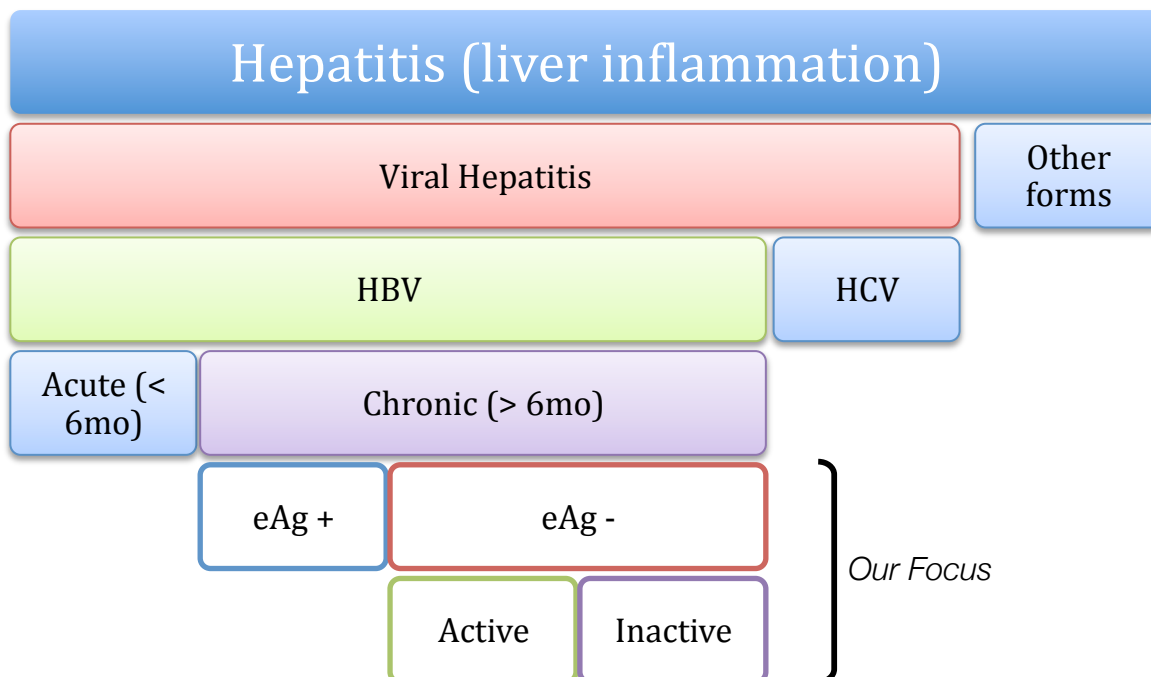 Hepatitis (liver inflammation)
Viral Hepatitis
Other
forms
HBV
HCV
Acute (<
6mo)
Chronic (> 6mo)
eAg +
eAg -
Our Focus
Active
Inactive